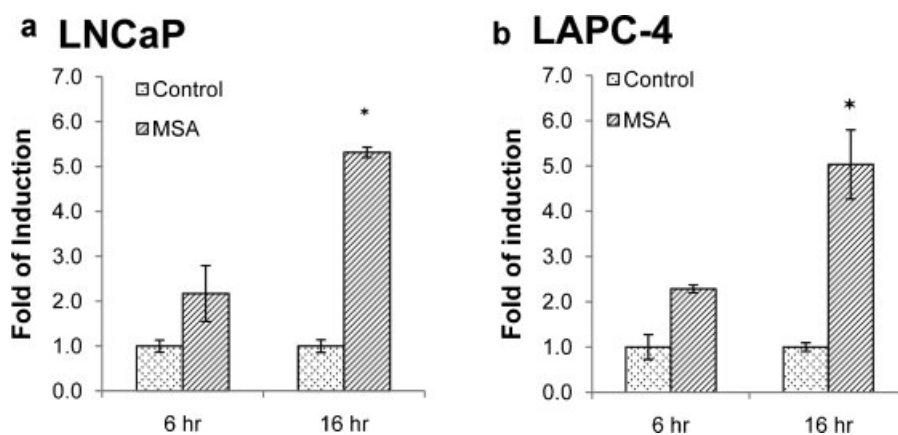 a LNCaP
7.0
6.0
5.0
4.0
3.0
2.0
1.0
0.0
Fold of Induction
Control
MSA
*
6 hr
16 hr
b LAPC-4
7.0
6.0
5.0
4.0
3.0
2.0
1.0
0.0
Fold of induction
Control
MSA
*
6 hr
16 hr